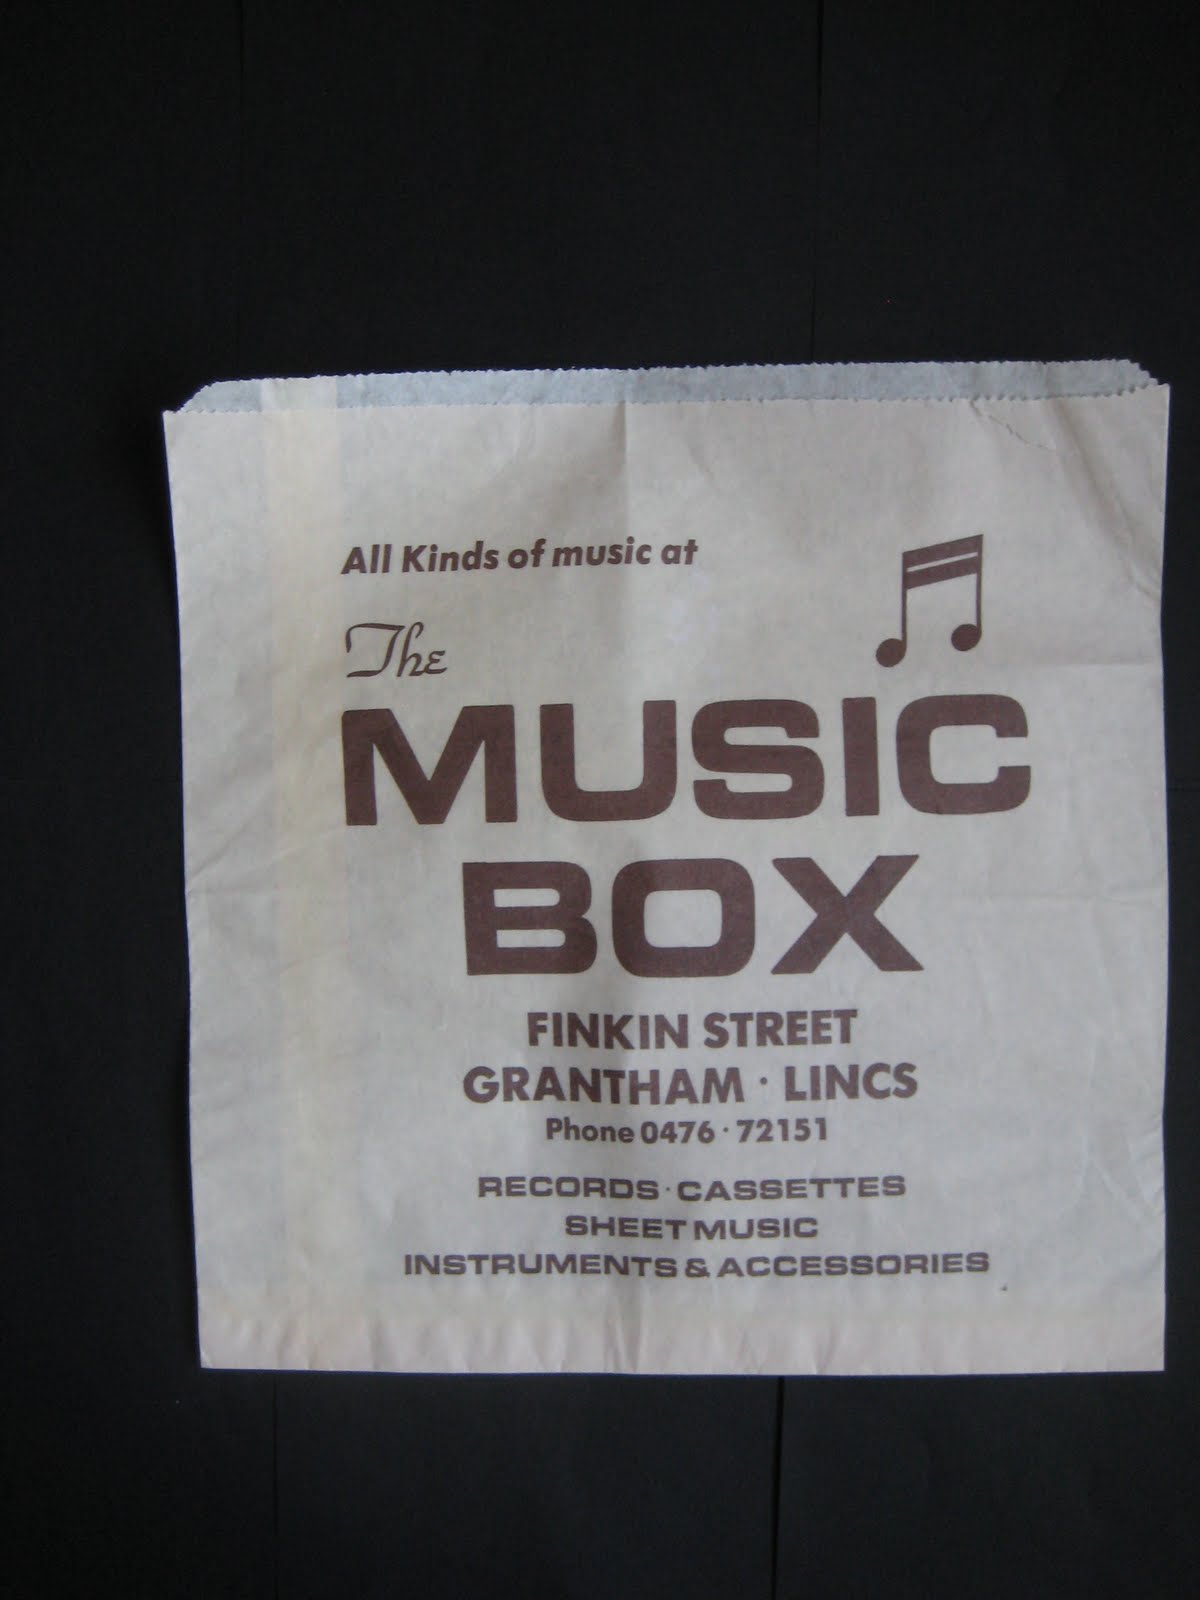 All Kinds of music at
The
MUSIC
BOX
FINKIN STREET
GRANTHAM · LINCS
Phone 0476 · 72151
RECORDS · CASSETTES
SHEET MUSIC
INSTRUMENTS & ACCESSORIES